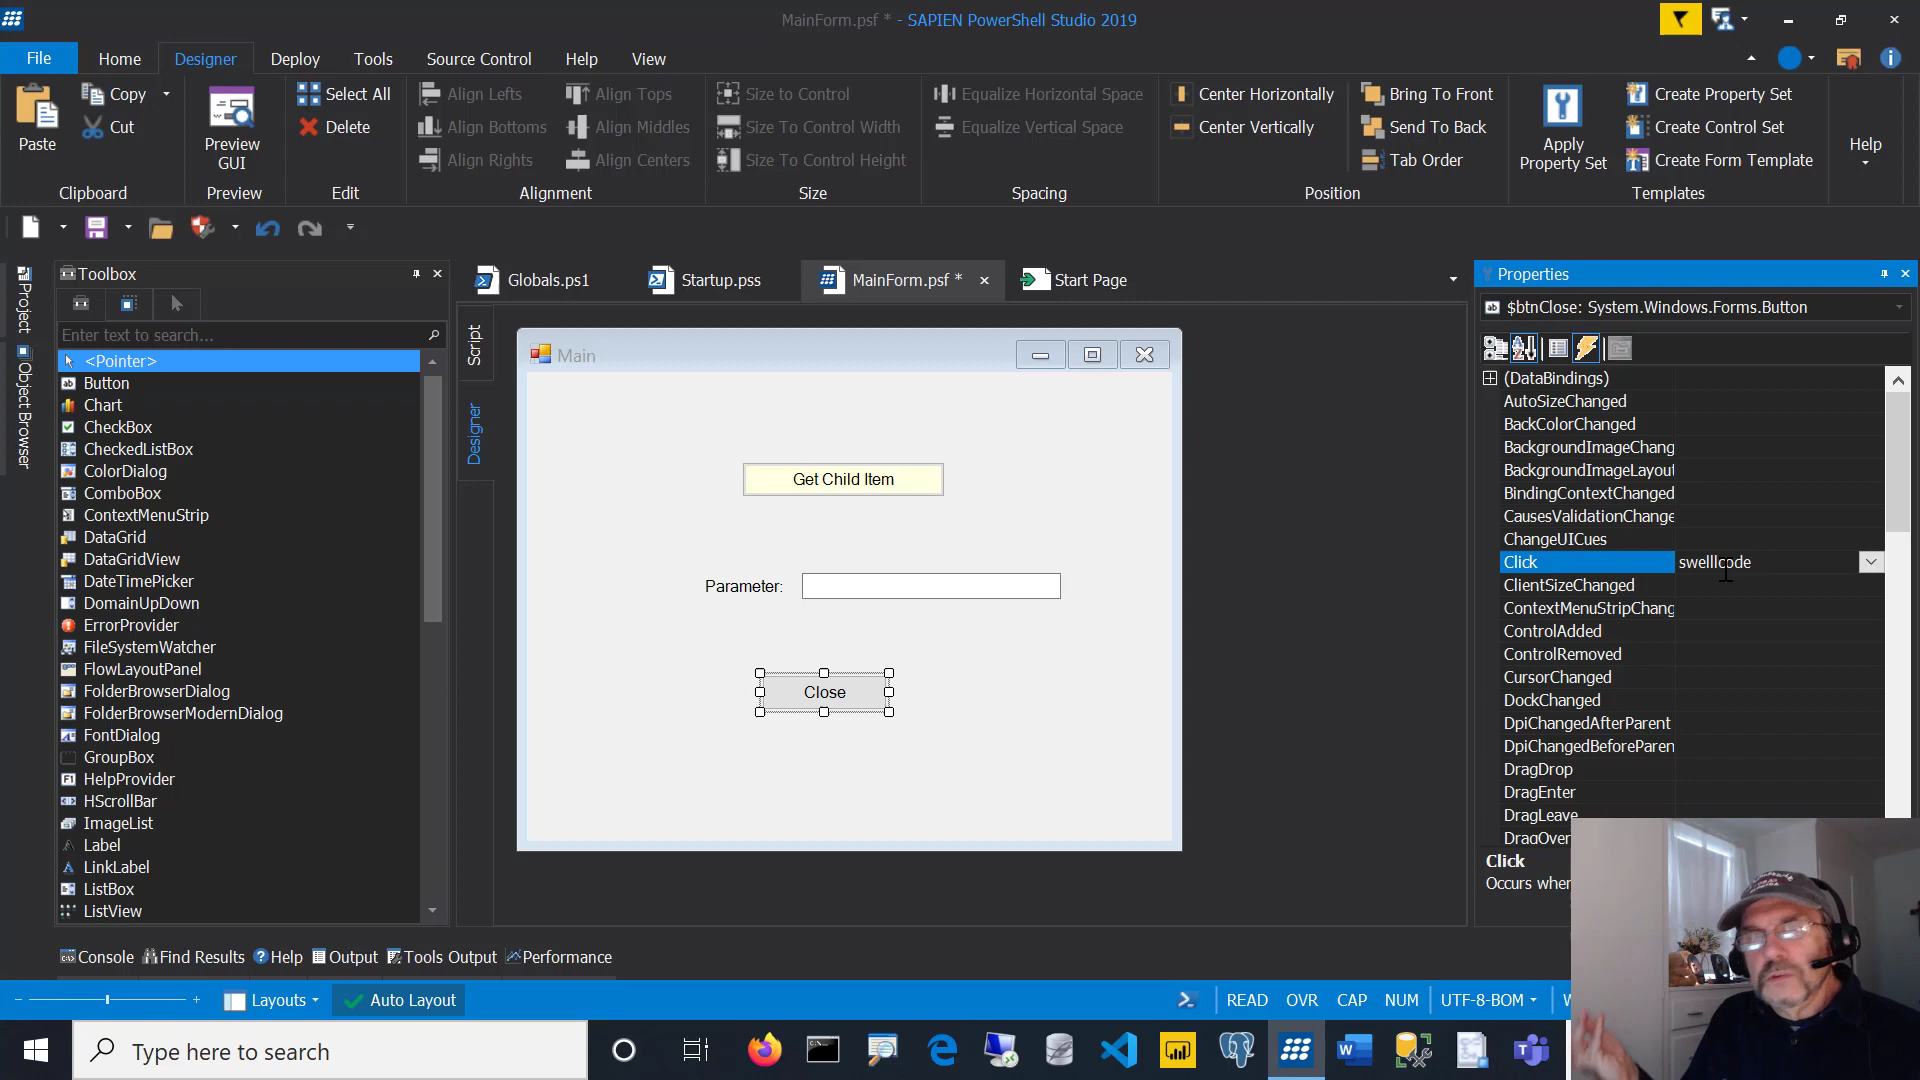 MainForm.psf * - SAPIEN PowerShell Studio 2019
File Home Designer Deploy Tools Source Control Help View
Paste
Copy
Cut
Clipboard
Preview
GUI
Preview
Select All
Delete
Edit
Align Lefts
Align Bottoms
Align Rights
Align Tops
Align Middles
Align Centers
Alignment
Size to Control
Size To Control Width
Size To Control Height
Size
Equalize Horizontal Space
Equalize Vertical Space
Spacing
Center Horizontally
Center Vertically
Bring To Front
Send To Back
Tab Order
Position
Apply
Property Set
Create Property Set
Create Control Set
Create Form Template
Templates
Help
Project
Object Browser
Toolbox
Enter text to search...
<Pointer>
Button
Chart
CheckBox
CheckedListBox
ColorDialog
ComboBox
ContextMenuStrip
DataGrid
DataGridView
DateTimePicker
DomainUpDown
ErrorProvider
FileSystemWatcher
FlowLayoutPanel
FolderBrowserDialog
FolderBrowserModernDialog
FontDialog
GroupBox
HelpProvider
HScrollBar
ImageList
Label
LinkLabel
ListBox
ListView
Globals.ps1
Startup.pss
MainForm.psf *
Start Page
Script
Designer
Main
Get Child Item
Parameter:
Close
Properties
$btnClose: System.Windows.Forms.Button
(DataBindings)
AutoSizeChanged
BackColorChanged
BackgroundImageChang
BackgroundImageLayout
BindingContextChanged
CausesValidationChange
ChangeUICues
Click swellcode
ClientSizeChanged
ContextMenuStripChang
ControlAdded
ControlRemoved
CursorChanged
DockChanged
DpiChangedAfterParent
DpiChangedBeforeParen
DragDrop
DragEnter
DragLeave
DragOver
Click
Occurs wher
Console Find Results Help Output Tools Output Performance
Layouts Auto Layout READ OVR CAP NUM UTF-8-BOM
Type here to search